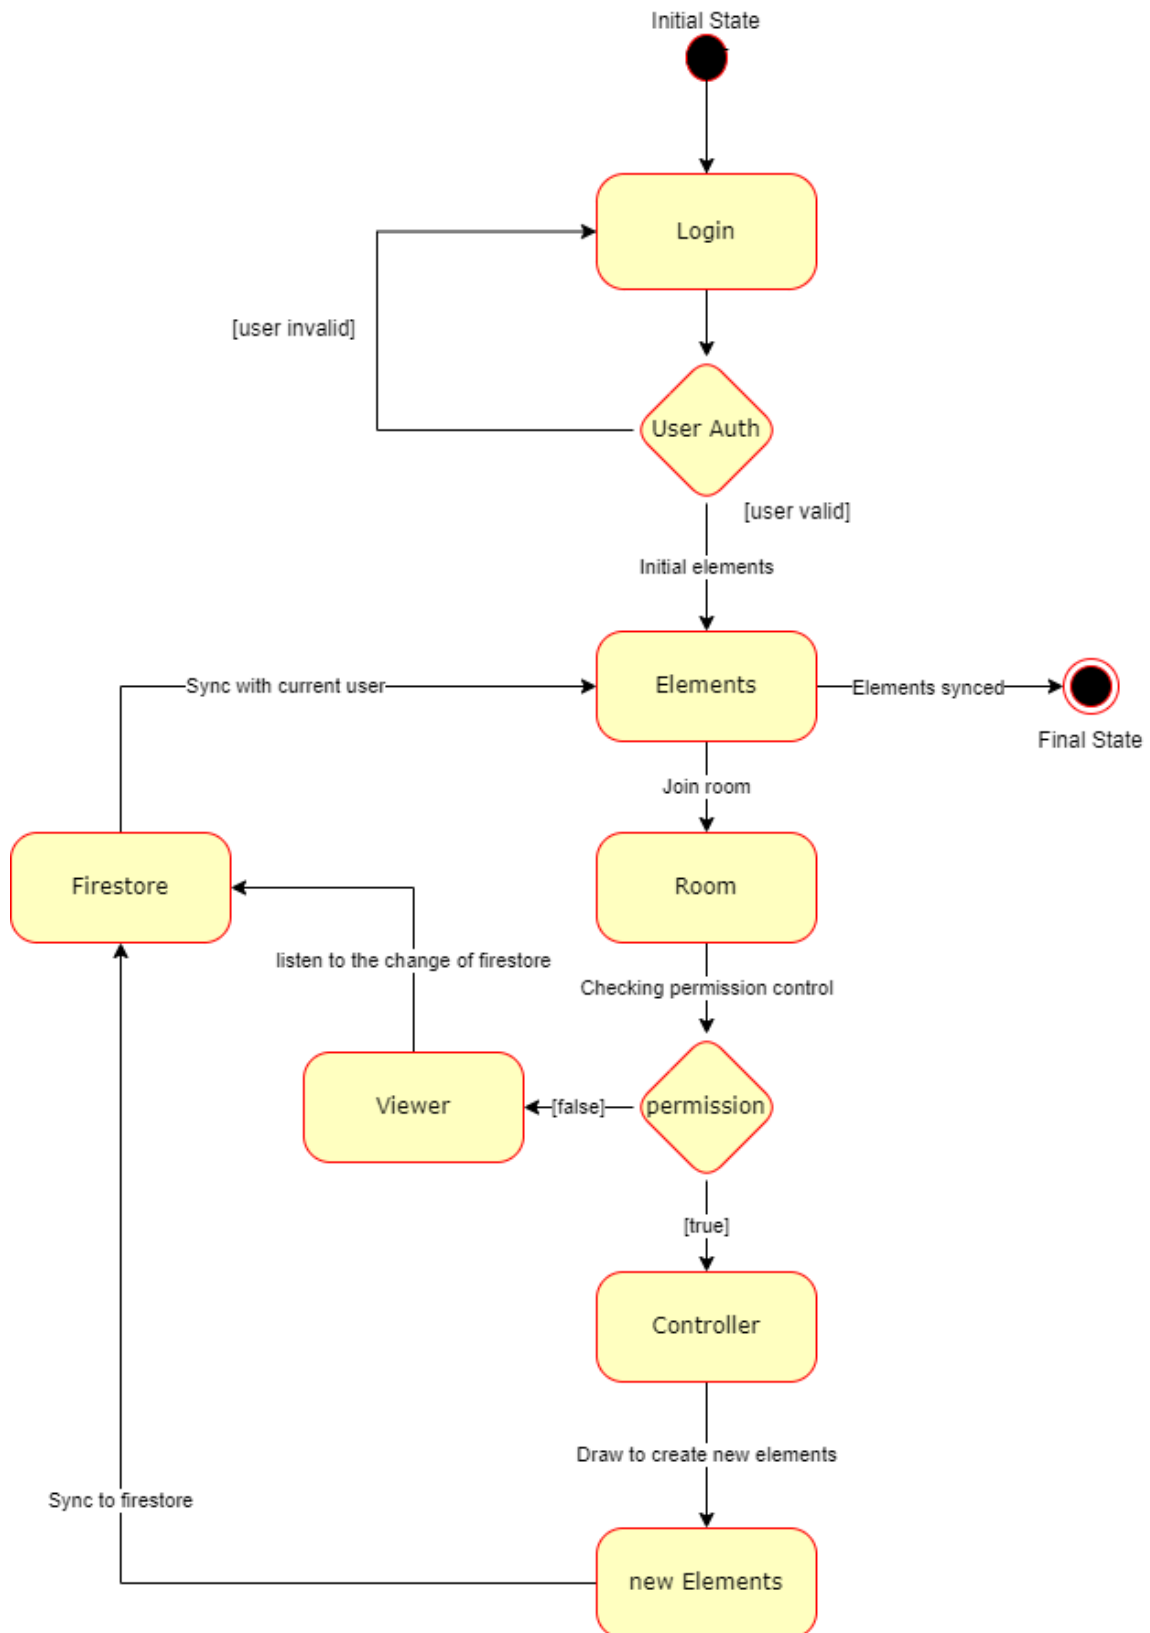 Initial State
Login
[user invalid]
User Auth
[user valid]
Initial elements
Sync with current user
Elements
Elements synced
Final State
Join room
Firestore
Room
listen to the change of firestore
Checking permission control
Viewer
[false]
permission
[true]
Controller
Draw to create new elements
Sync to firestore
new Elements